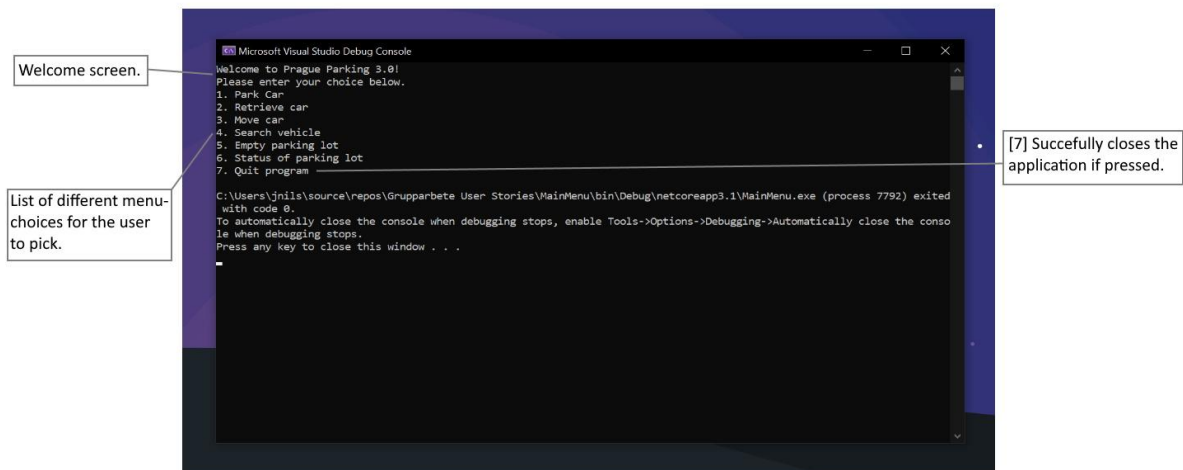 Microsoft Visual Studio Debug Console
Welcome screen.
Welcome to Prague Parking 3.0!
Please enter your choice below.
1. Park Car
2. Retrieve car
3. Move car
4. Search vehicle
5. Empty parking lot
6. Status of parking lot
7. Quit program
[7] Succefully closes the
application if pressed.
List of different menu-
choices for the user
to pick.
C:\Users\jnils\source\repos\Grupparbete User Stories\MainMenu\bin\Debug\netcoreapp3.1\MainMenu.exe (process 7792) exited
with code 0.
To automatically close the console when debugging stops, enable Tools->Options->Debugging->Automatically close the conso
le when debugging stops.
Press any key to close this window . . .